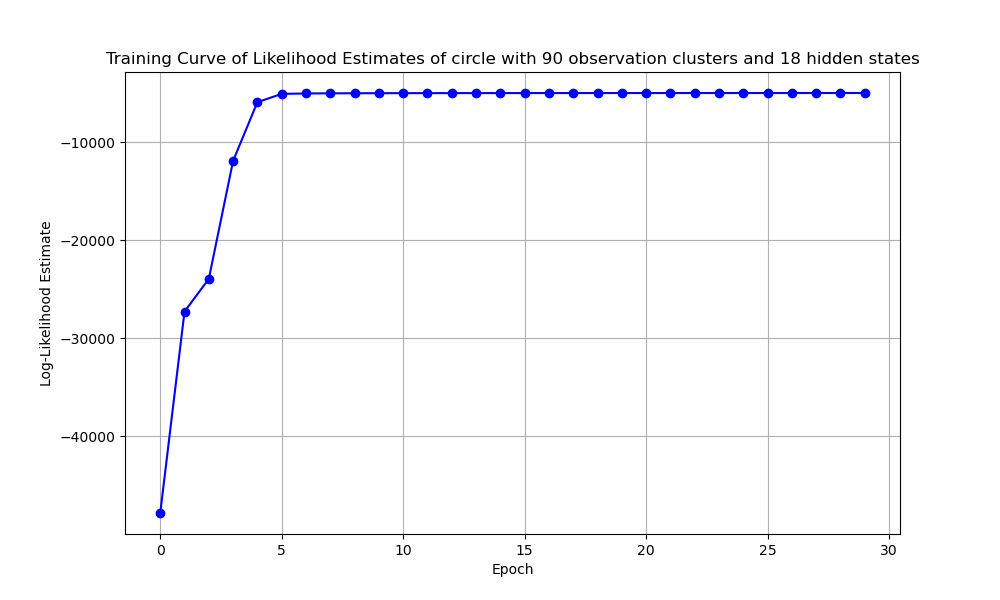 Training Curve of Likelihood Estimates of circle with 90 observation clusters and 18 hidden states
Log-Likelihood Estimate
−10000
−20000
−30000
−40000
0 5 10 15 20 25 30
Epoch